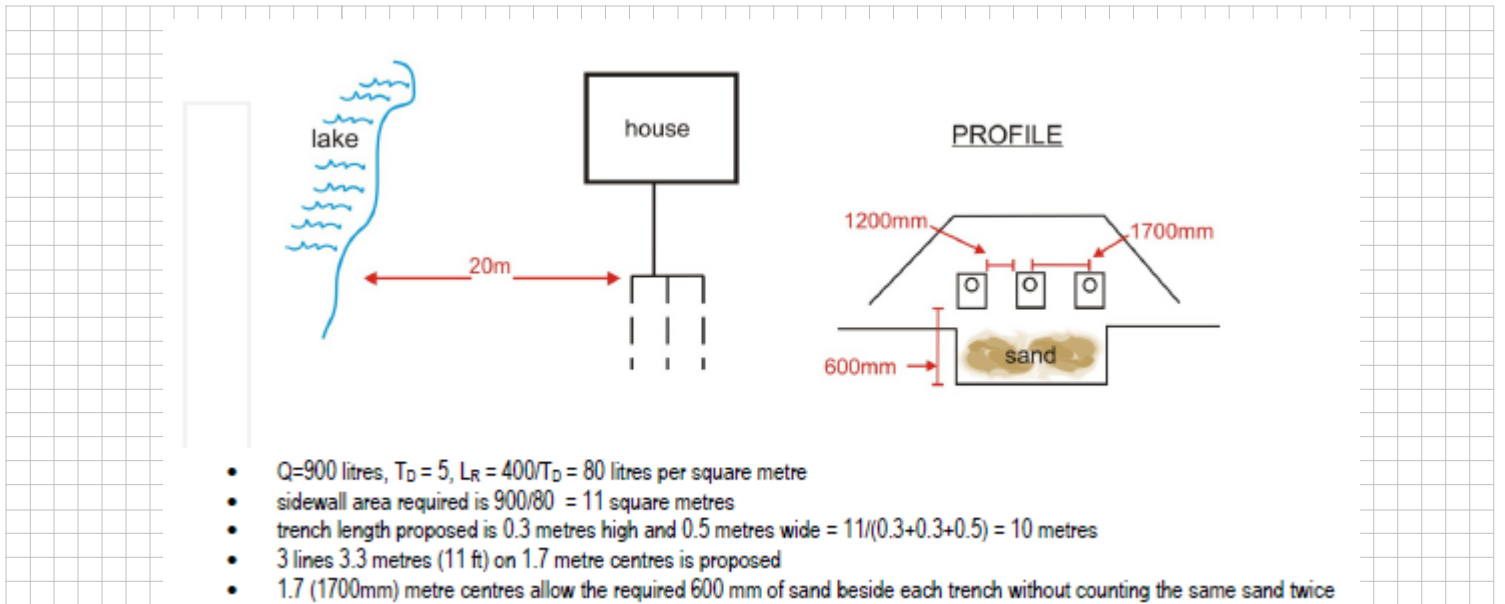 lake
house
PROFILE
1200mm
1700mm
20m
sand
600mm
• Q=900 litres, T_D = 5, L_R = 400/T_D = 80 litres per square metre
• sidewall area required is 900/80 = 11 square metres
• trench length proposed is 0.3 metres high and 0.5 metres wide = 11/(0.3+0.3+0.5) = 10 metres
• 3 lines 3.3 metres (11 ft) on 1.7 metre centres is proposed
• 1.7 (1700mm) metre centres allow the required 600 mm of sand beside each trench without counting the same sand twice